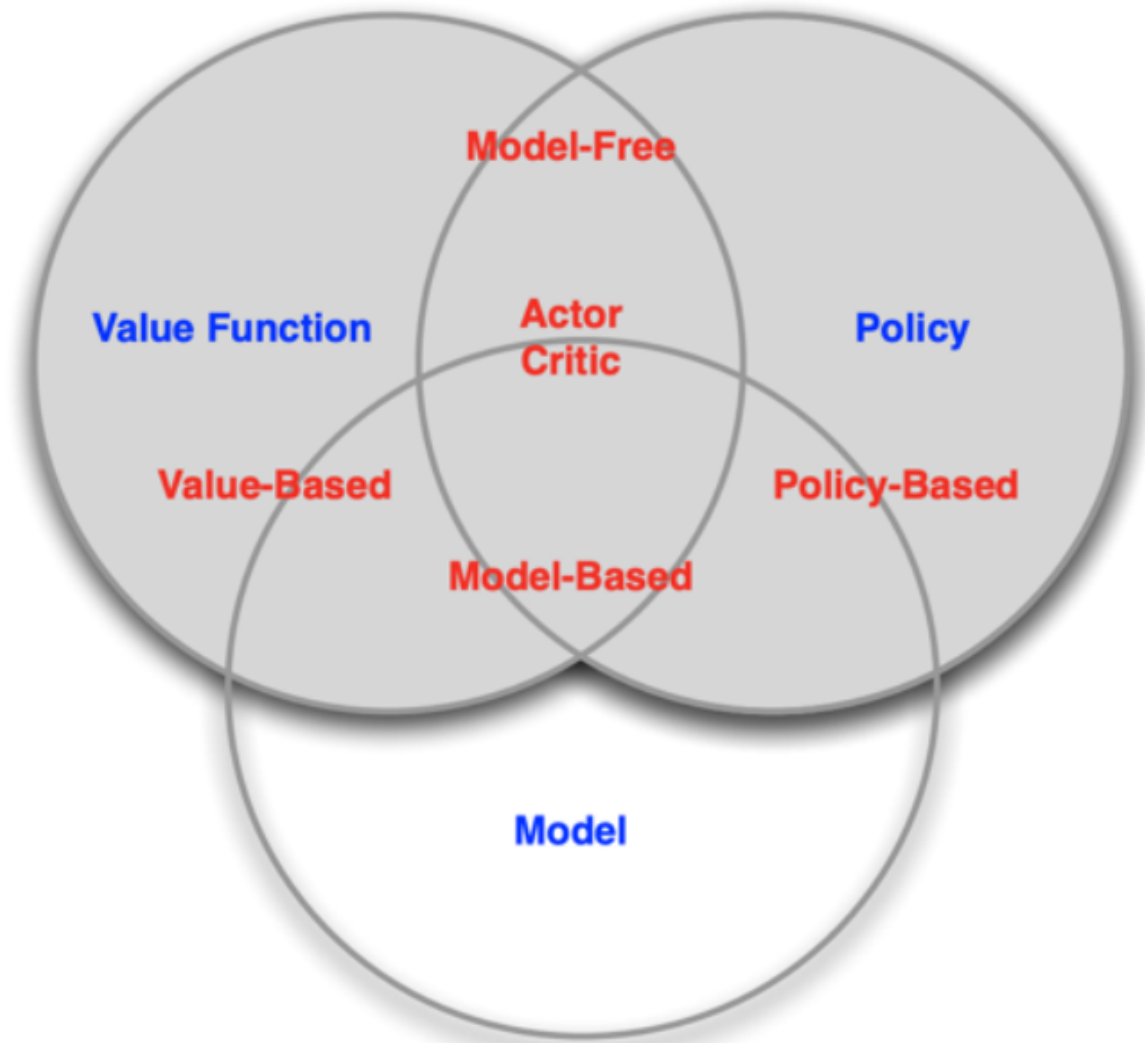 Model-Free
Value Function
Actor
Critic
Policy
Value-Based
Policy-Based
Model-Based
Model